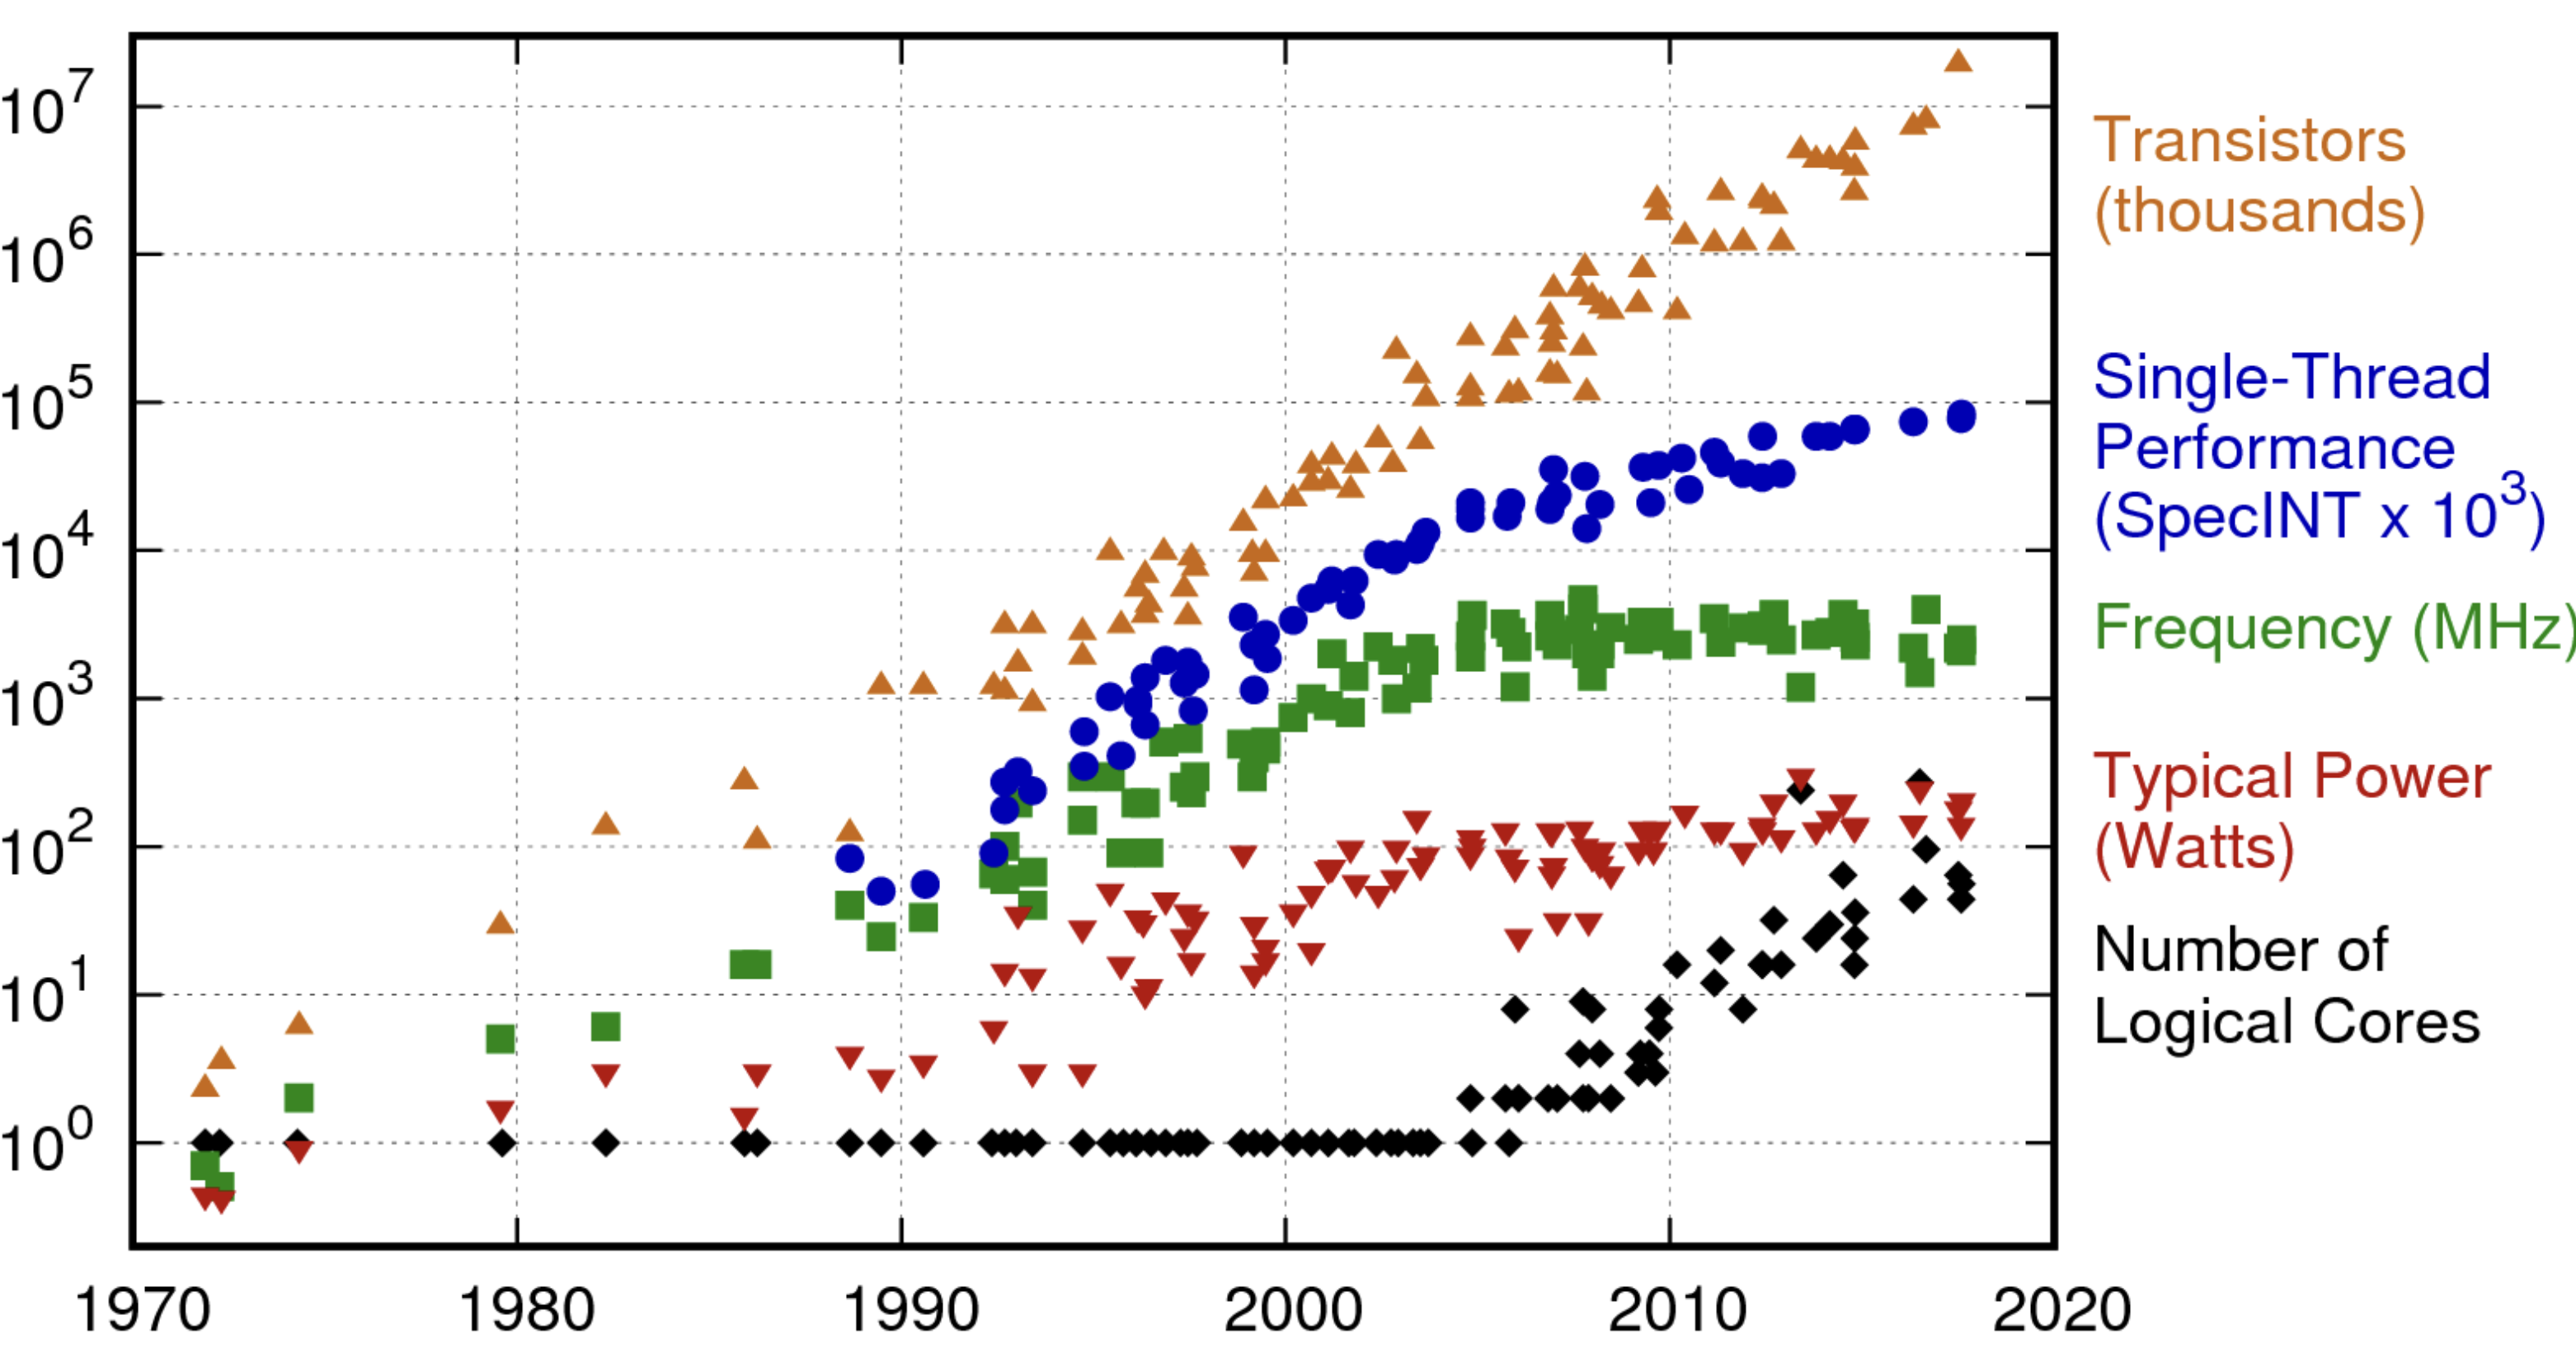 10^7
10^6
10^5
10^4
10^3
10^2
10^1
10^0
1970 1980 1990 2000 2010 2020
Transistors
(thousands)
Single-Thread
Performance
(SpecINT x 10^3)
Frequency (MHz)
Typical Power
(Watts)
Number of
Logical Cores